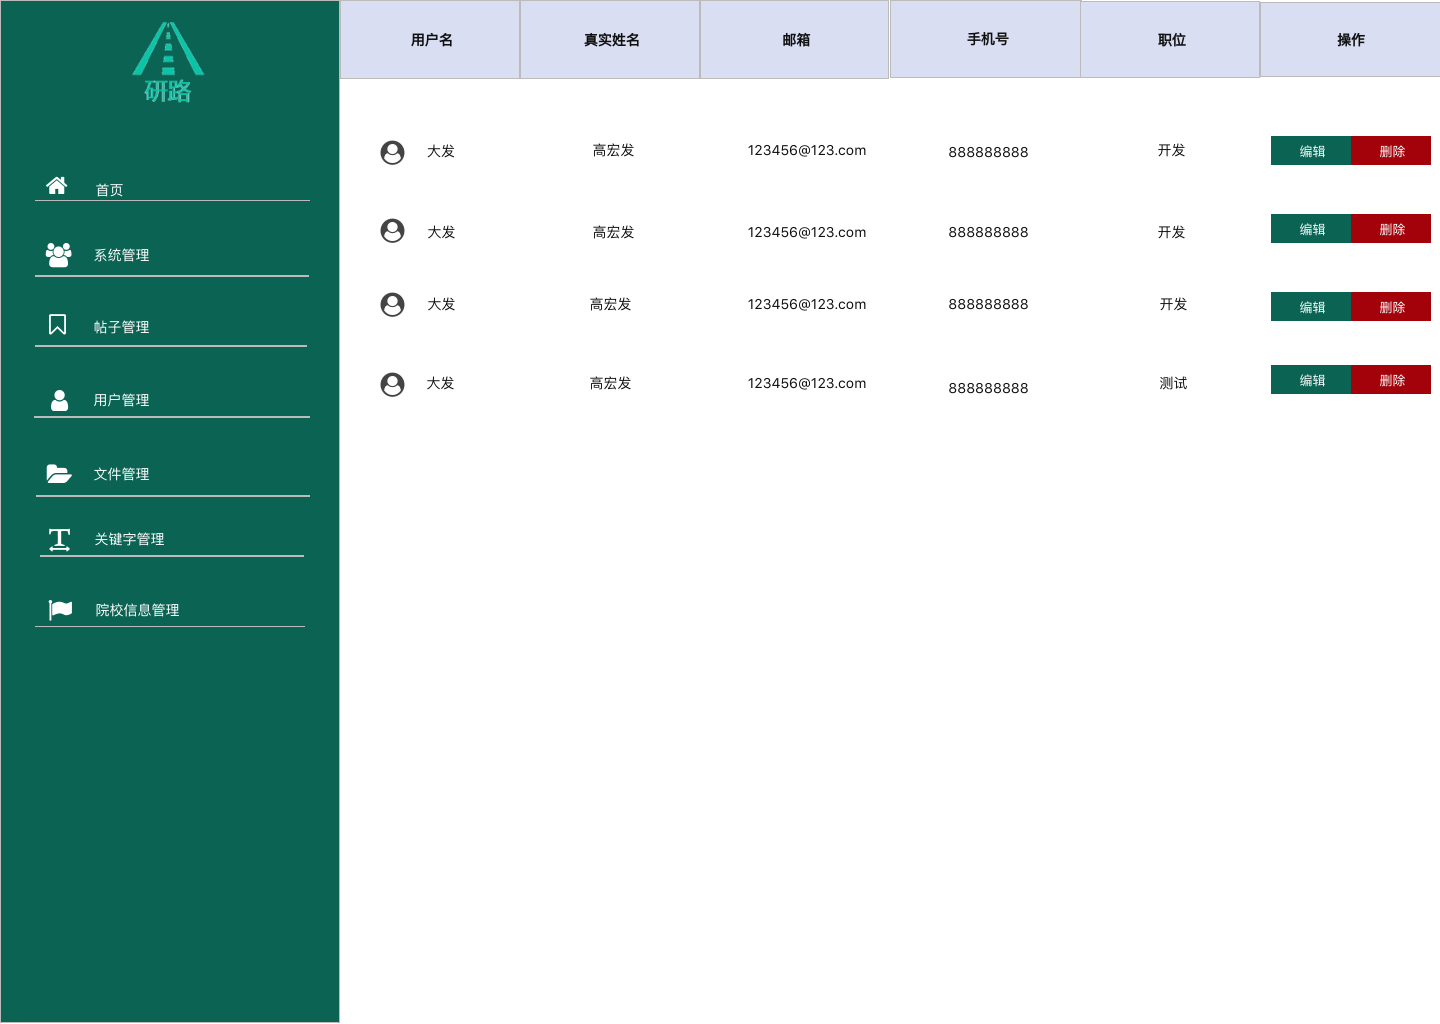 研路
首页
系统管理
帖子管理
用户管理
文件管理
关键字管理
院校信息管理
用户名 真实姓名 邮箱 手机号 职位 操作
大发 高宏发 123456@123.com 888888888 开发 编辑 删除
大发 高宏发 123456@123.com 888888888 开发 编辑 删除
大发 高宏发 123456@123.com 888888888 开发 编辑 删除
大发 高宏发 123456@123.com 888888888 测试 编辑 删除